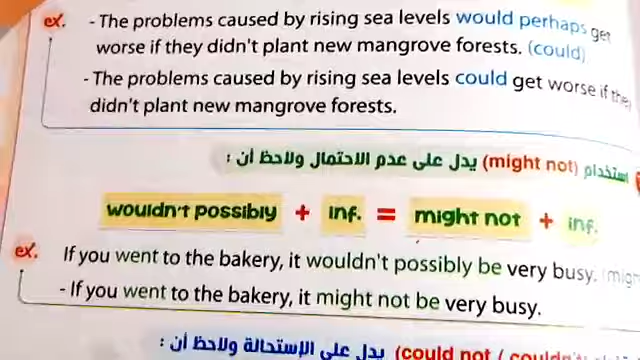 ex. - The problems caused by rising sea levels would perhaps get
worse if they didn't plant new mangrove forests. (could)
- The problems caused by rising sea levels could get worse if they
didn't plant new mangrove forests.
استخدام (might not) يدل على عدم الاحتمال ولاحظ أن :
wouldn't possibly + inf. = might not + inf.
ex. If you went to the bakery, it wouldn't possibly be very busy.
- If you went to the bakery, it might not be very busy.
(could not / يدل على الإستحالة ولاحظ أن :